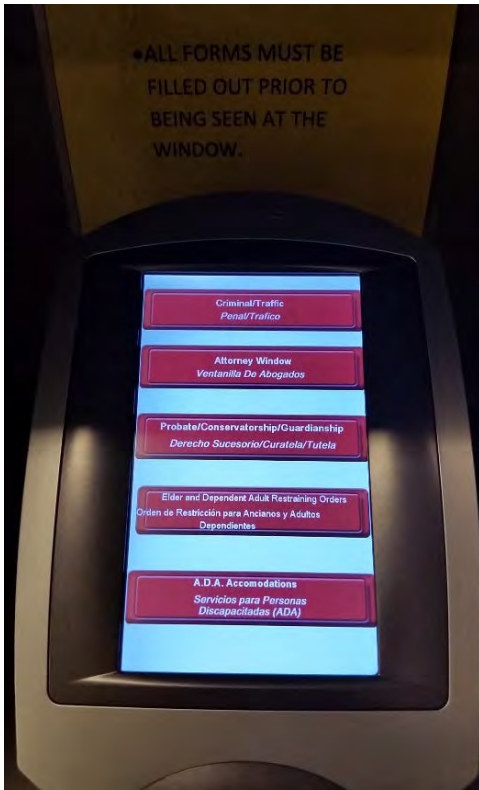 •ALL FORMS MUST BE
FILLED OUT PRIOR TO
BEING SEEN AT THE
WINDOW.
Criminal/Traffic
Penal/Trafico
Attorney Window
Ventanilla De Abogados
Probate/Conservatorship/Guardianship
Derecho Sucesorio/Curatela/Tutela
Elder and Dependent Adult Restraining Orders
Orden de Restricción para Ancianos y Adultos
Dependientes
A.D.A. Accomodations
Servicios para Personas
Discapacitadas (ADA)